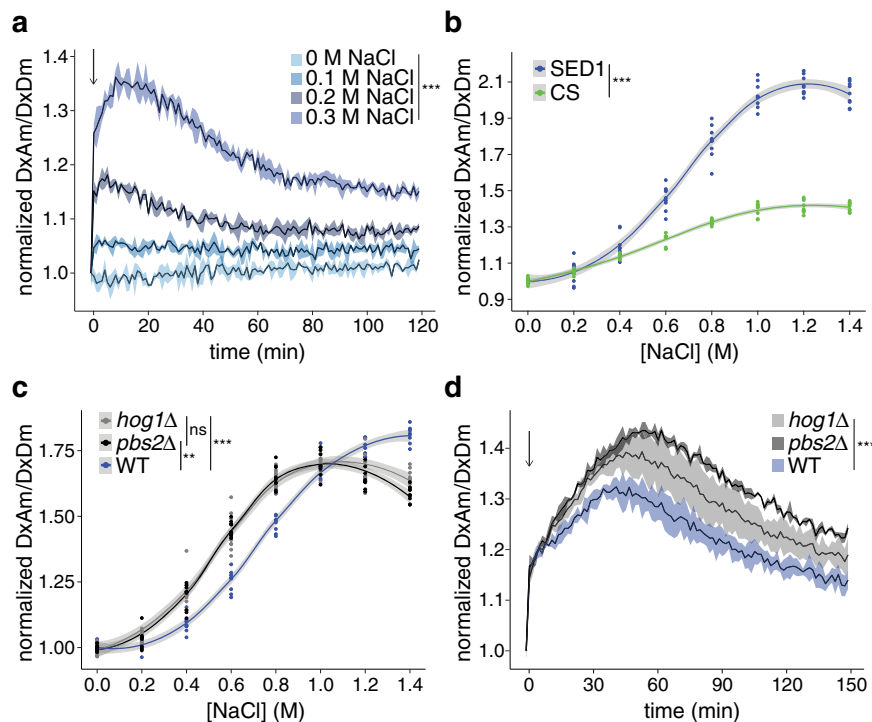 a
normalized DxAm/DxDm
1.4
1.3
1.2
1.1
1.0
0 M NaCl
0.1 M NaCl
0.2 M NaCl
0.3 M NaCl
***
0 20 40 60 80 100 120
time (min)
b
normalized DxAm/DxDm
2.1
1.8
1.4
1.1
0.9
SED1
CS
***
0.0 0.2 0.4 0.6 0.8 1.0 1.2 1.4
[NaCl] (M)
c
normalized DxAm/DxDm
1.75
1.50
1.25
1.00
hog1Δ
pbs2Δ
WT
ns
**
***
0.0 0.2 0.4 0.6 0.8 1.0 1.2 1.4
[NaCl] (M)
d
normalized DxAm/DxDm
1.4
1.3
1.2
1.1
1.0
hog1Δ
pbs2Δ
WT
0 30 60 90 120 150
time (min)